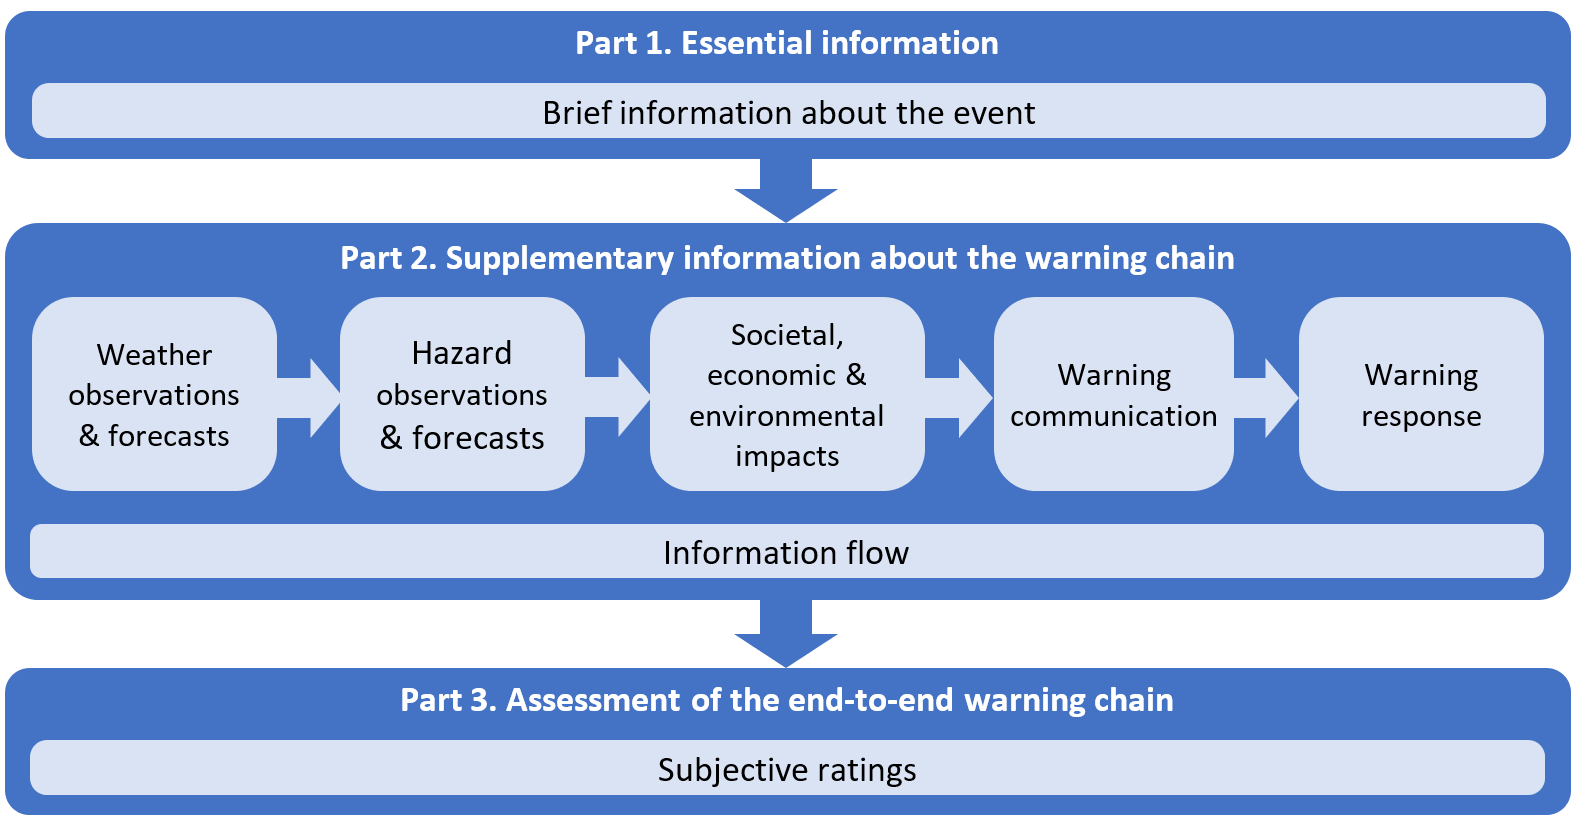 Part 1. Essential information
Brief information about the event
Part 2. Supplementary information about the warning chain
Weather
observations
& forecasts
Hazard
observations
& forecasts
Societal,
economic &
environmental
impacts
Warning
communication
Warning
response
Information flow
Part 3. Assessment of the end-to-end warning chain
Subjective ratings